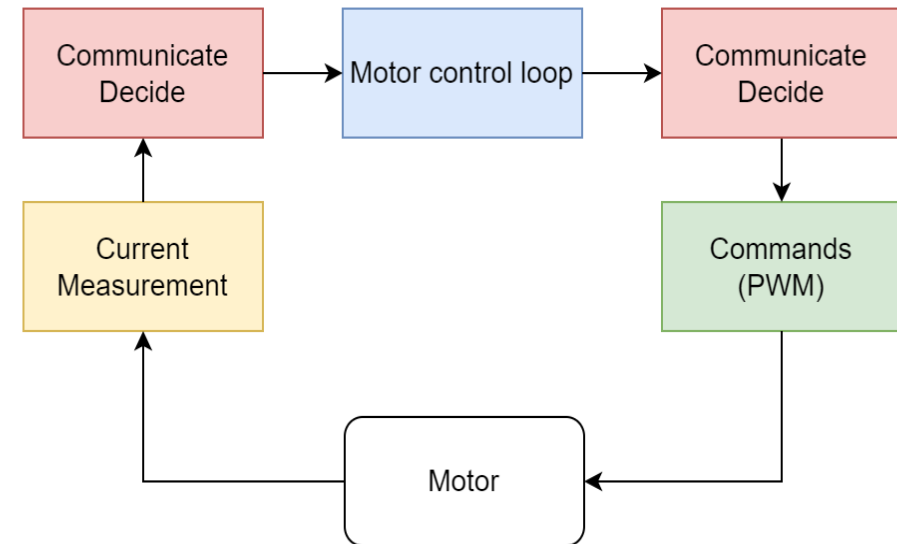 Communicate
Decide
Motor control loop
Communicate
Decide
Current
Measurement
Commands
(PWM)
Motor